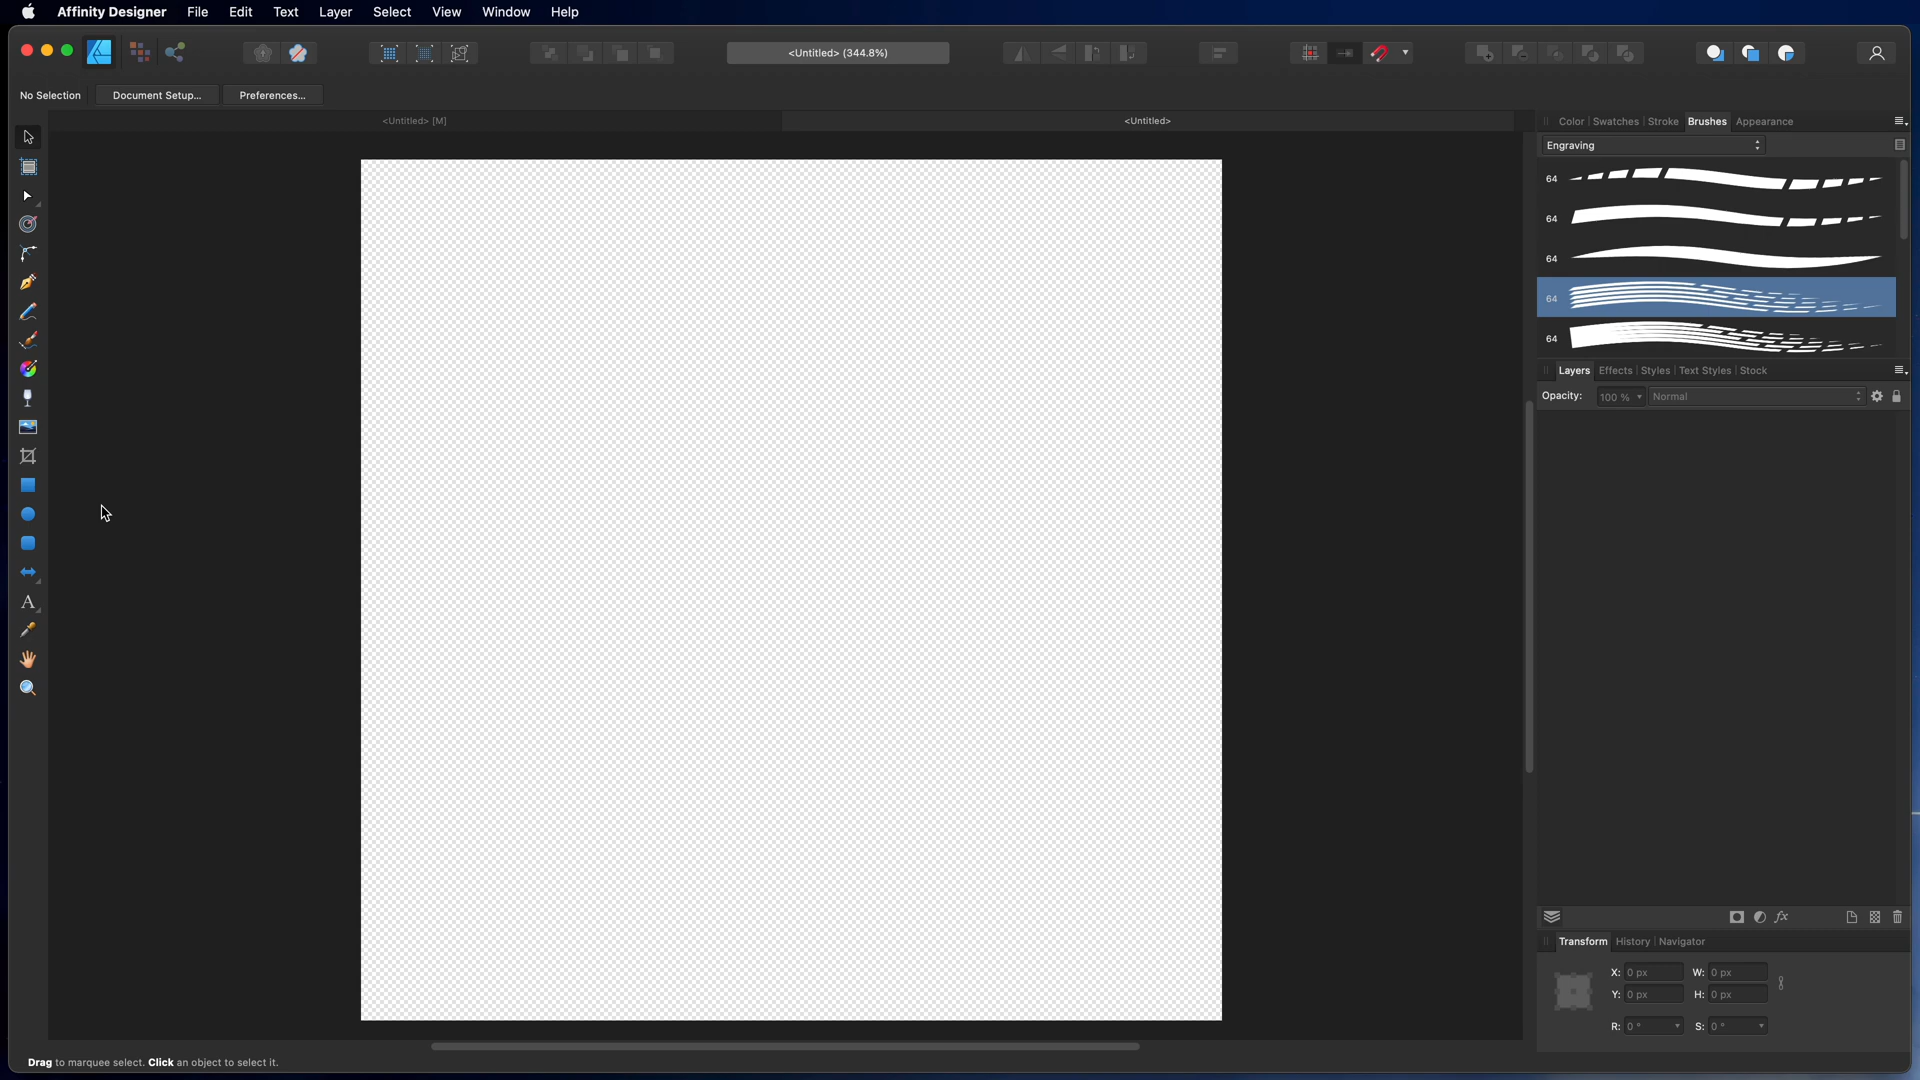 Affinity Designer File Edit Text Layer Select View Window Help
<Untitled> (344.8%)
No Selection Document Setup... Preferences...
<Untitled> [M] <Untitled>
Color Swatches Stroke Brushes Appearance
Engraving
64
64
64
64
64
Layers Effects Styles Text Styles Stock
Opacity: 100 % Normal
A
fx
Transform History Navigator
X: 0 px W: 0 px
Y: 0 px H: 0 px
R: 0 ° S: 0 °
Drag to marquee select. Click an object to select it.